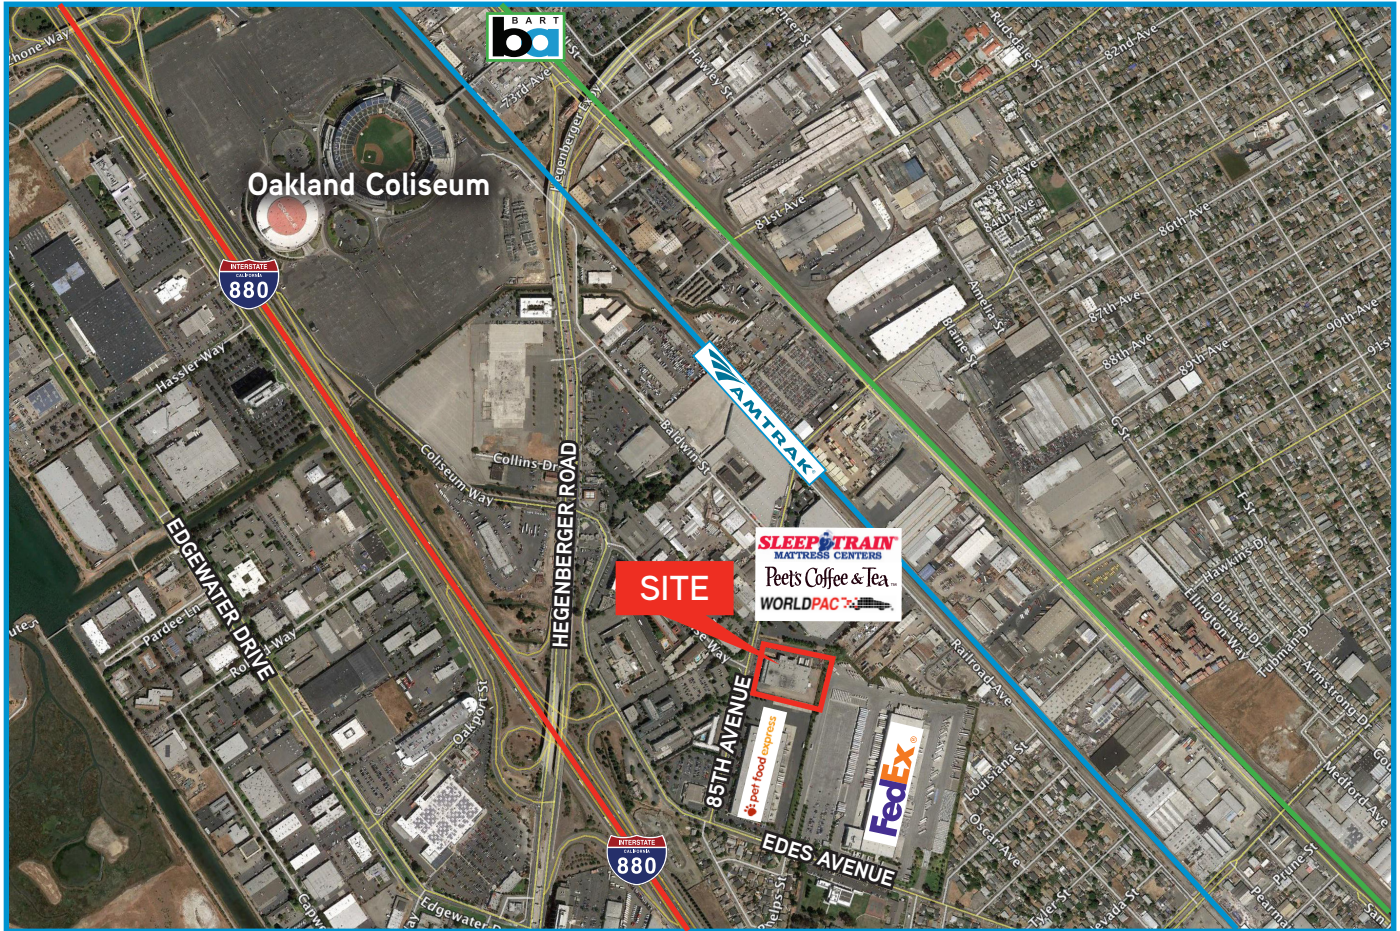 BART
ba
Rudsdale St
82nd-Ave
Hawley St
73rd-Ave
Hegenberger Expy
83rd-Ave
84th-Ave
86th-Ave
81st Ave
Oakland Coliseum
INTERSTATE
CALIFORNIA
880
Amelia St
Blaine St
87th-Ave
88th-Ave
89th-Ave
90th-Ave
Hassler-Way
AMTRAK
Baldwin St
G-St
Collins Dr
Coliseum Way
HEGENBERGER ROAD
F-St
Hawkins Dr
Dunbar Dr
Ellington Way
Tubman Dr
Armstrong Dr
EDGEWATER DRIVE
Pardee Ln
SITE
SLEEP TRAIN
MATTRESS CENTERS
Peet's Coffee & Tea
WORLDPAC
Railroad-Ave
Oakport St
85TH AVENUE
pet food express
FedEx
Louisiana St
Oscar Ave
Medford-Ave
INTERSTATE
CALIFORNIA
880
EDES AVENUE
Prune St
Tyler St